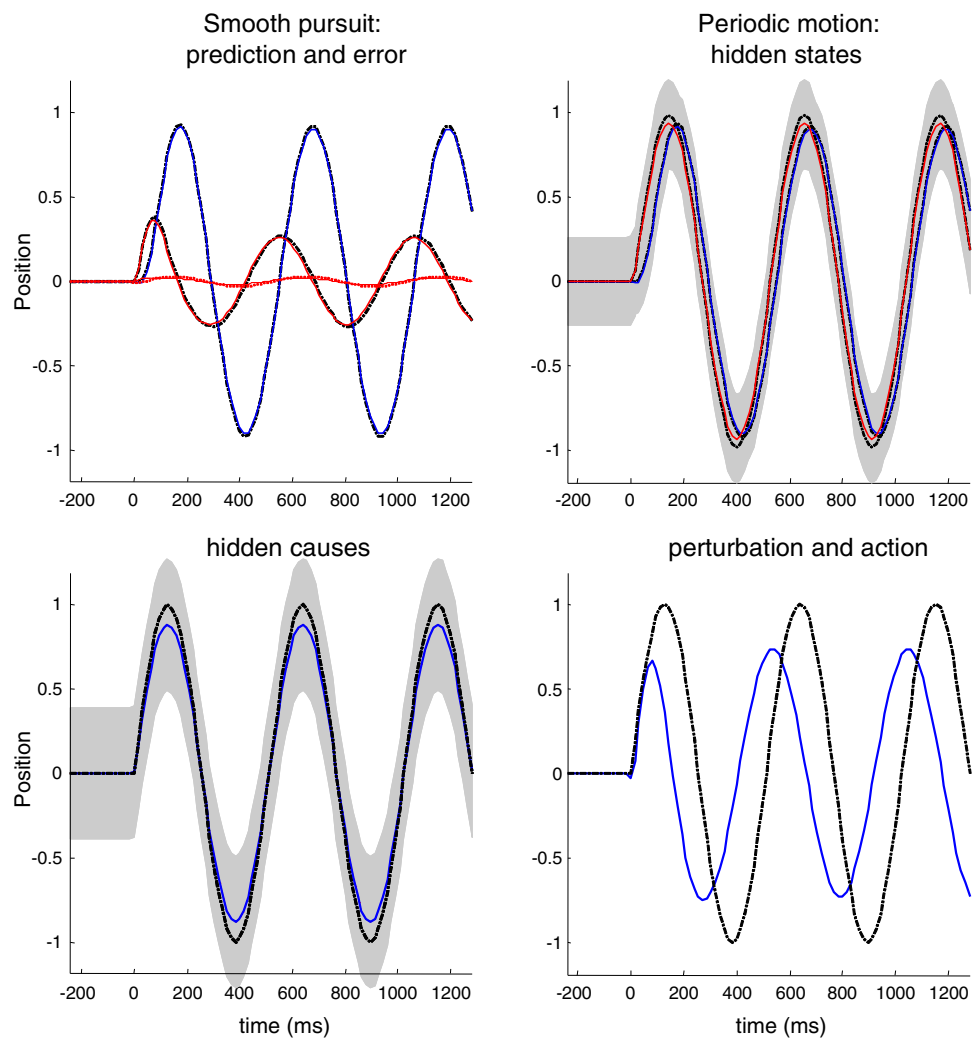 Smooth pursuit:
prediction and error
Position
1
0.5
0
-0.5
-1
-200 0 200 400 600 800 1000 1200
Periodic motion:
hidden states
1
0.5
0
-0.5
-1
-200 0 200 400 600 800 1000 1200
hidden causes
Position
1
0.5
0
-0.5
-1
-200 0 200 400 600 800 1000 1200
time (ms)
perturbation and action
1
0.5
0
-0.5
-1
-200 0 200 400 600 800 1000 1200
time (ms)